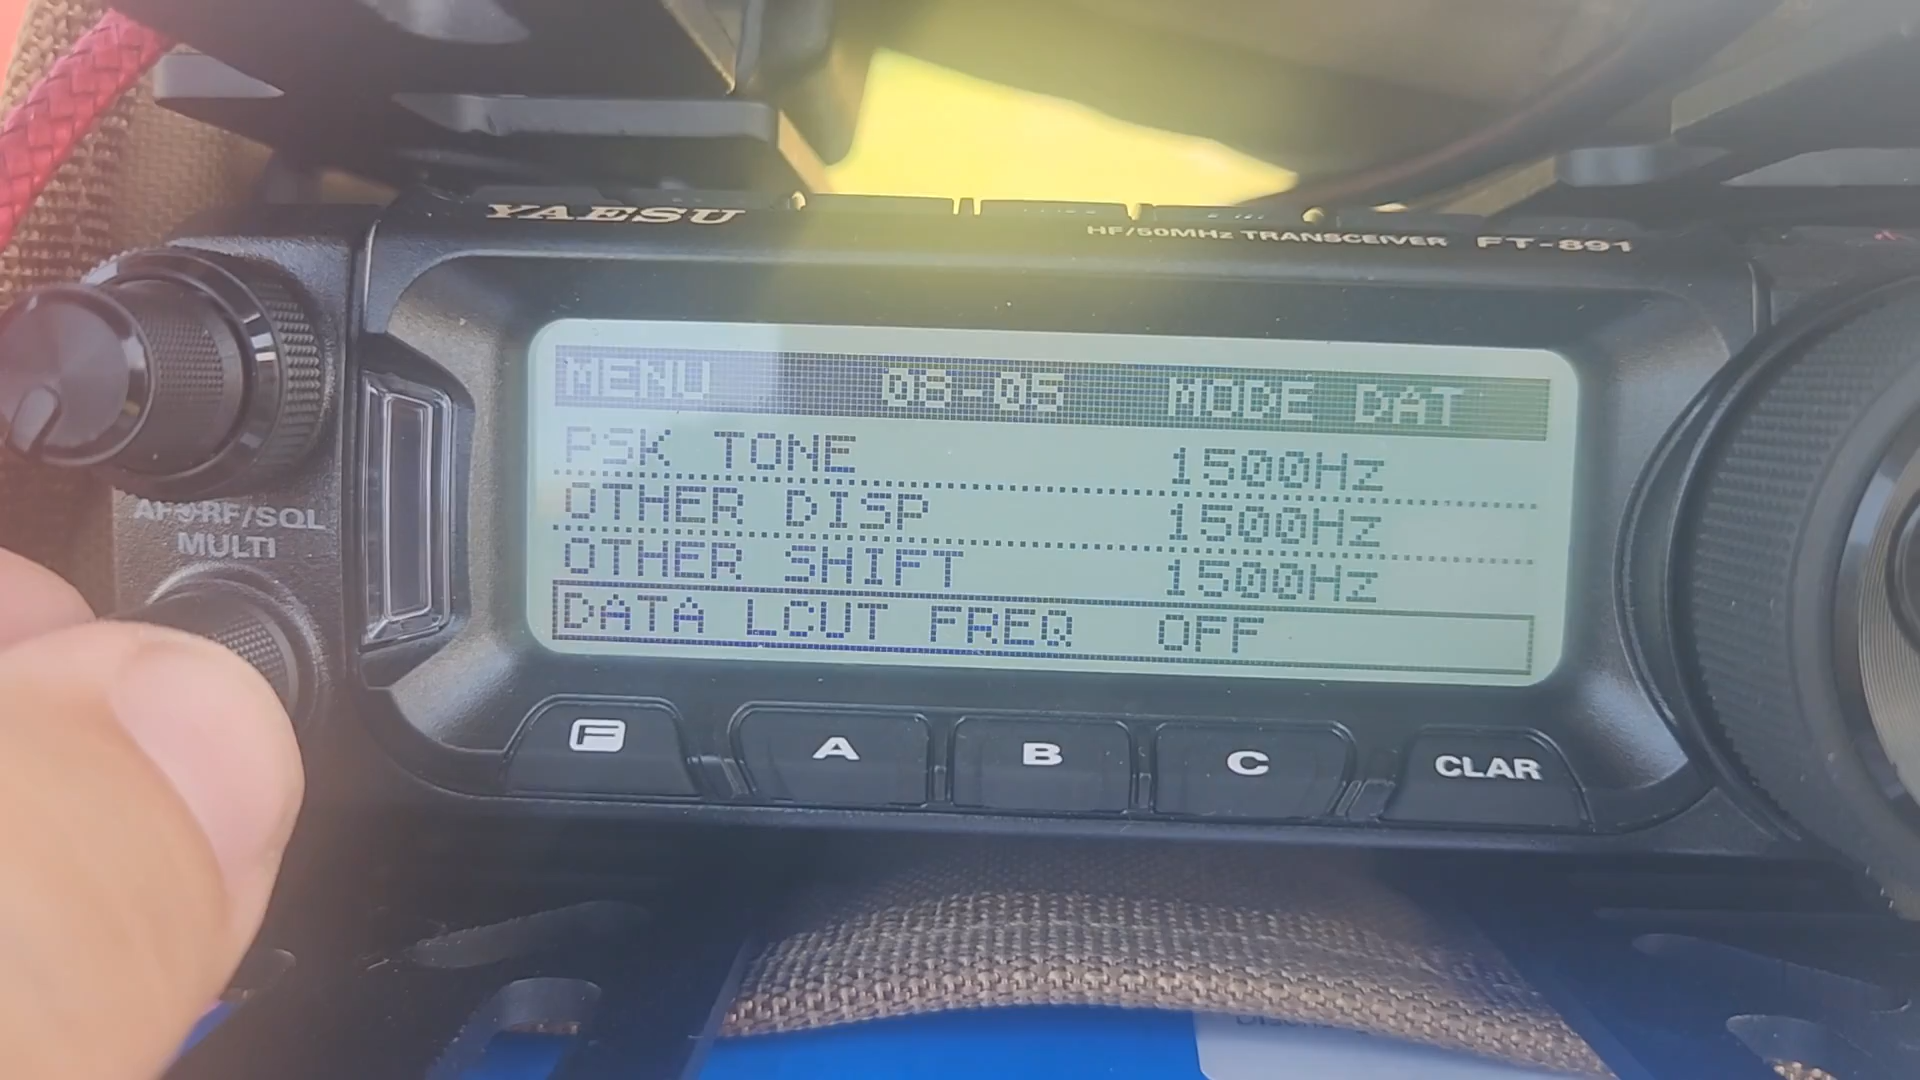 YAESU
HF/50MHz TRANSCEIVER FT-891
MENU 08-05 MODE DAT
PSK TONE 1500Hz
OTHER DISP 1500Hz
OTHER SHIFT 1500Hz
DATA LCUT FREQ OFF
AF RF/SQL
MULTI
F A B C CLAR